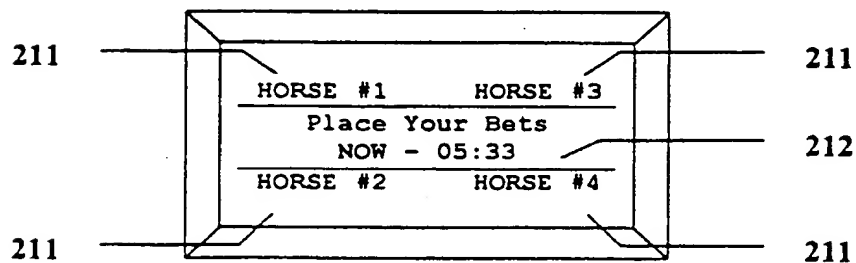 211 211
HORSE #1 HORSE #3
Place Your Bets
NOW - 05:33
212
HORSE #2 HORSE #4
211 211